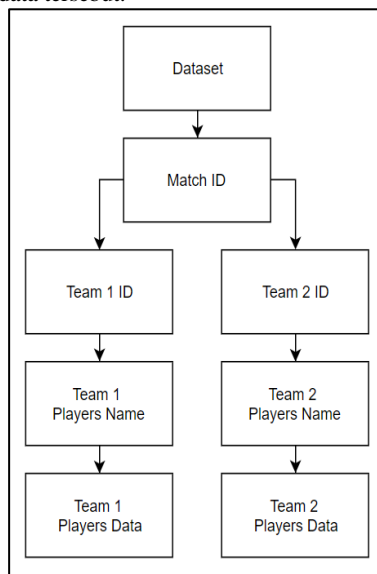 data tersebut.
Dataset
Match ID
Team 1 ID
Team 2 ID
Team 1
Players Name
Team 2
Players Name
Team 1
Players Data
Team 2
Players Data